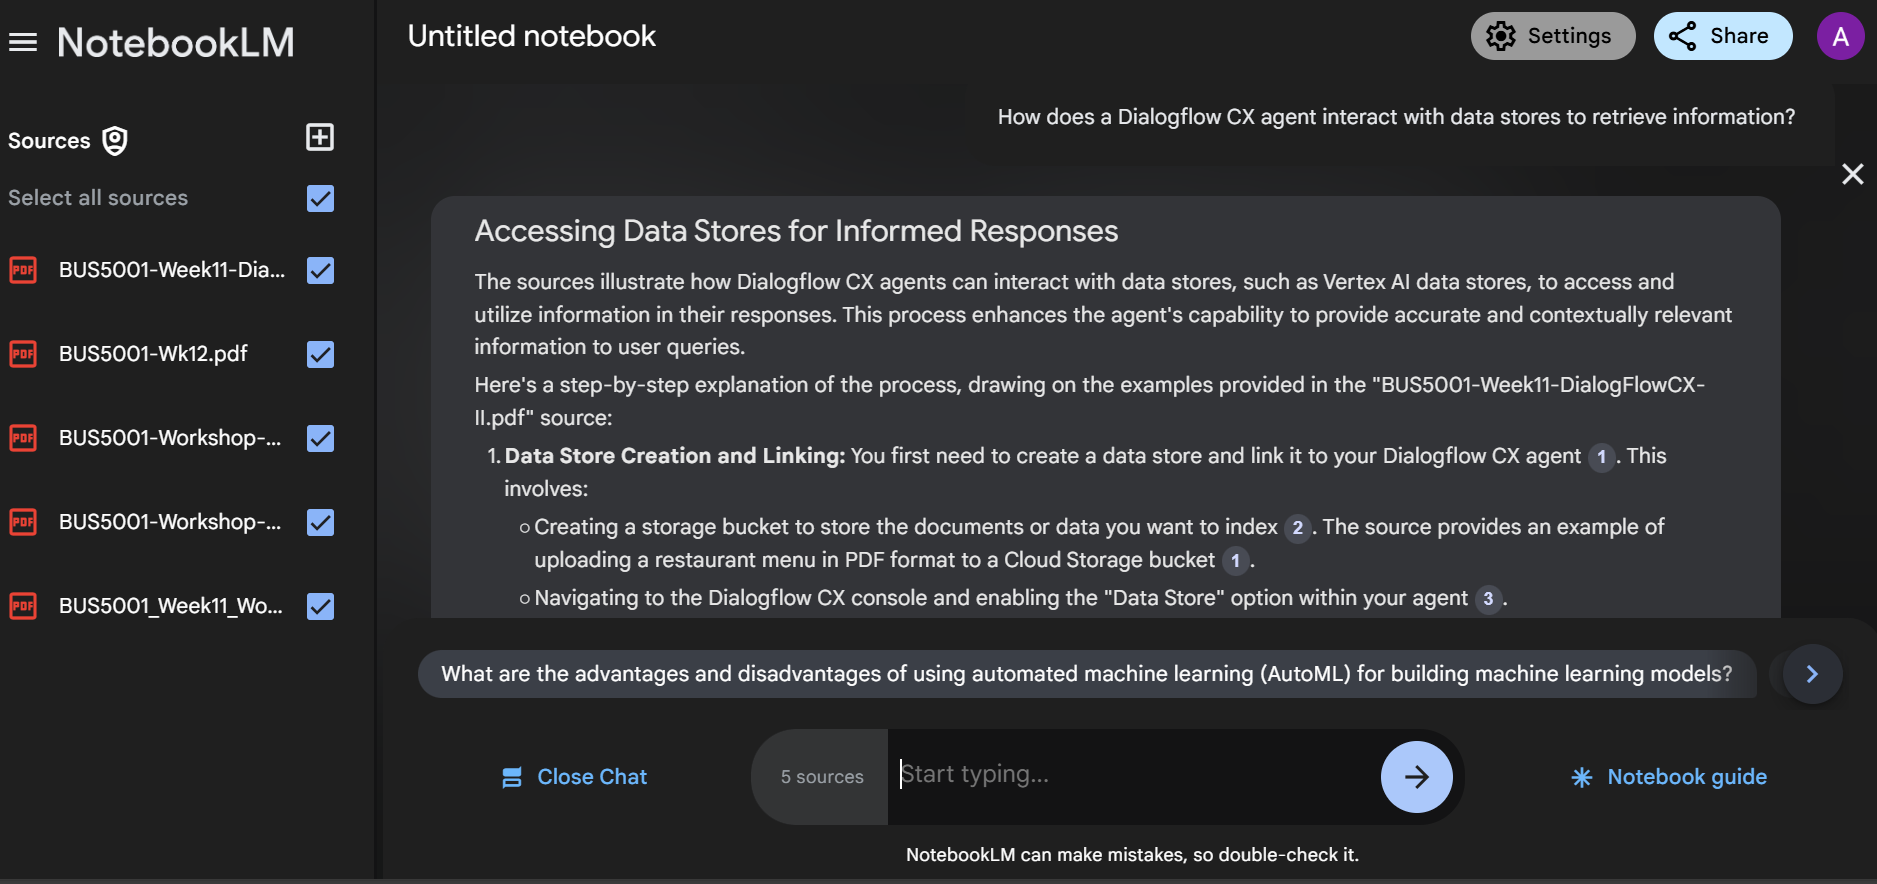 NotebookLM
Untitled notebook
Settings
Share
A
Sources
Select all sources
PDF BUS5001-Week11-Dia...
PDF BUS5001-Wk12.pdf
PDF BUS5001-Workshop-...
PDF BUS5001-Workshop-...
PDF BUS5001_Week11_Wo...
How does a Dialogflow CX agent interact with data stores to retrieve information?
Accessing Data Stores for Informed Responses
The sources illustrate how Dialogflow CX agents can interact with data stores, such as Vertex AI data stores, to access and
utilize information in their responses. This process enhances the agent's capability to provide accurate and contextually relevant
information to user queries.
Here's a step-by-step explanation of the process, drawing on the examples provided in the "BUS5001-Week11-DialogFlowCX-
II.pdf" source:
1. Data Store Creation and Linking: You first need to create a data store and link it to your Dialogflow CX agent 1. This
involves:
○ Creating a storage bucket to store the documents or data you want to index 2. The source provides an example of
uploading a restaurant menu in PDF format to a Cloud Storage bucket 1.
○ Navigating to the Dialogflow CX console and enabling the "Data Store" option within your agent 3.
What are the advantages and disadvantages of using automated machine learning (AutoML) for building machine learning models?
Close Chat
5 sources
Start typing...
Notebook guide
NotebookLM can make mistakes, so double-check it.